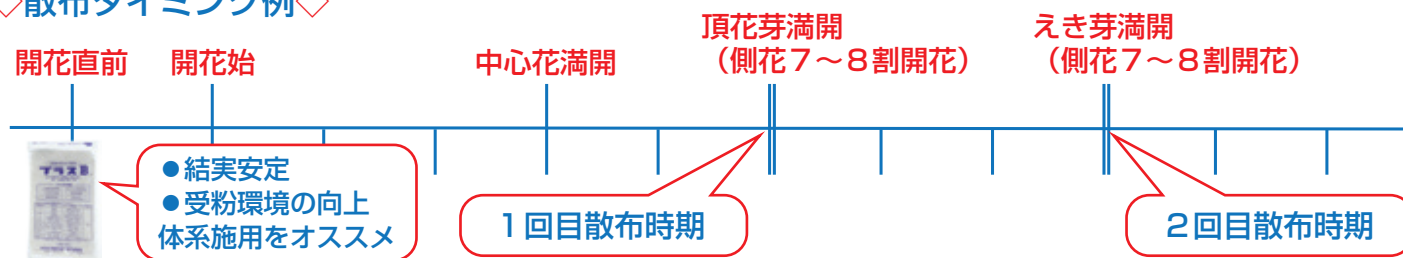 ◇散布タイミング例◇
開花直前
開花始
中心花満開
頂花芽満開
（側花７～８割開花）
えき芽満開
（側花７～８割開花）
プラスB
●結実安定
●受粉環境の向上
体系施用をオススメ
１回目散布時期
２回目散布時期